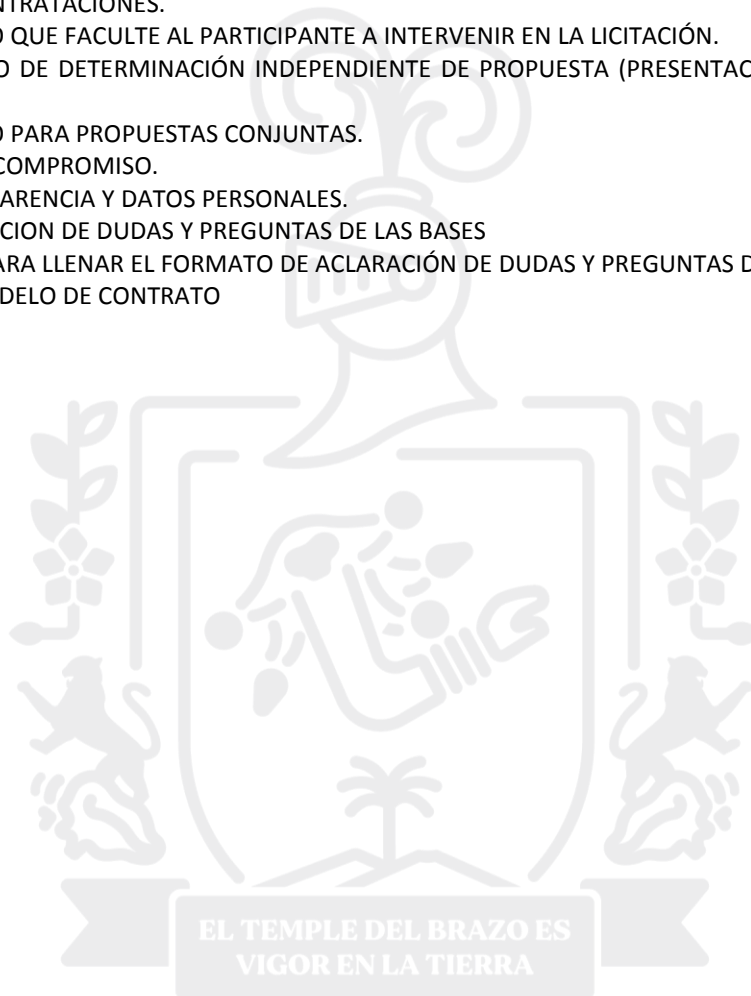 NTRATACIONES.
O QUE FACULTE AL PARTICIPANTE A INTERVENIR EN LA LICITACIÓN.
O DE DETERMINACIÓN INDEPENDIENTE DE PROPUESTA (PRESENTAC
O PARA PROPUESTAS CONJUNTAS.
COMPROMISO.
ARENCIA Y DATOS PERSONALES.
CION DE DUDAS Y PREGUNTAS DE LAS BASES
ARA LLENAR EL FORMATO DE ACLARACIÓN DE DUDAS Y PREGUNTAS D
DELO DE CONTRATO
EL TEMPLE DEL BRAZO ES
VIGOR EN LA TIERRA